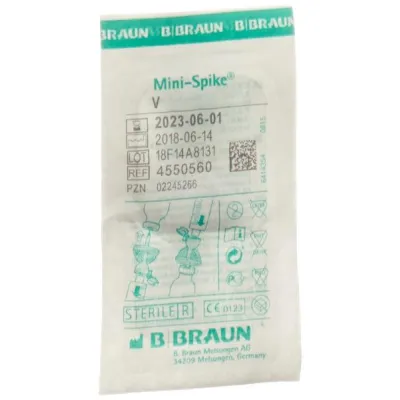 B BRAUN B BRAUN B BRAUN
Mini-Spike®
V
2023-06-01
2018-06-14
LOT 18F14A8131
REF 4550560
PZN 02245266
STERILE R CE 0123
B BRAUN
B. Braun Melsungen AG
34209 Melsungen, Germany